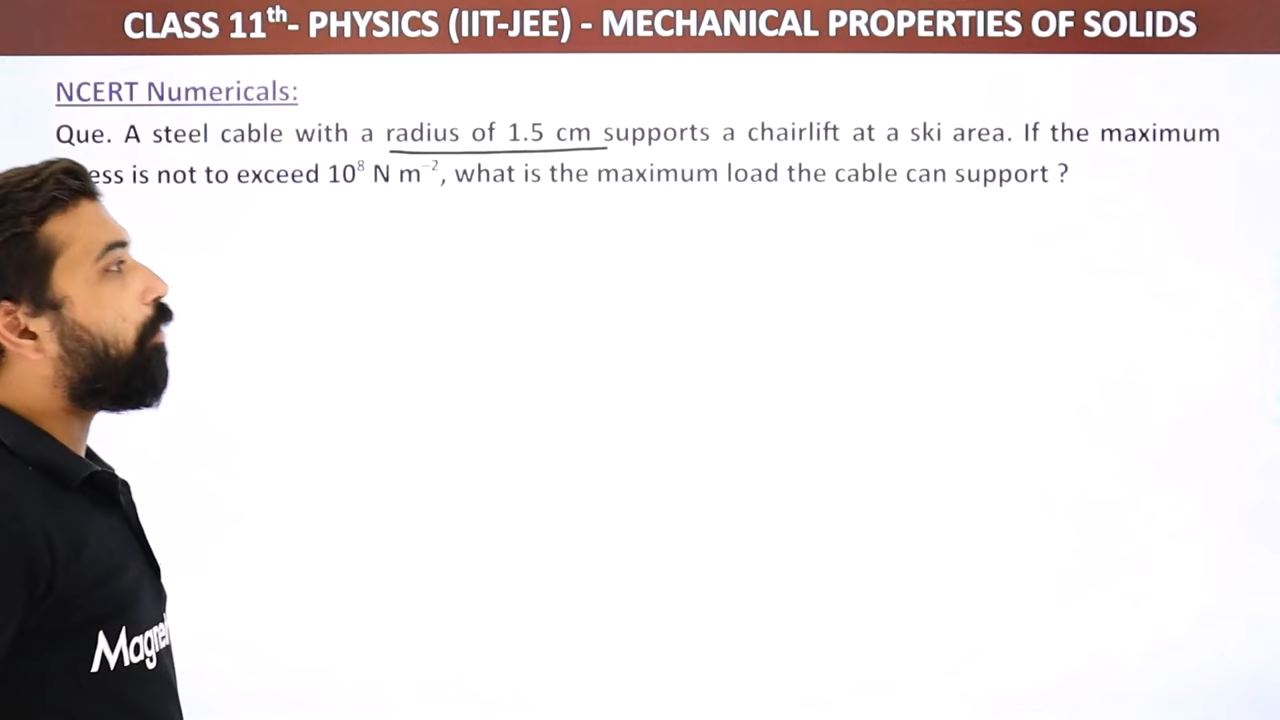 CLASS 11th- PHYSICS (IIT-JEE) - MECHANICAL PROPERTIES OF SOLIDS
NCERT Numericals:
Que. A steel cable with a radius of 1.5 cm supports a chairlift at a ski area. If the maximum
is not to exceed 10⁸ N m⁻², what is the maximum load the cable can support ?